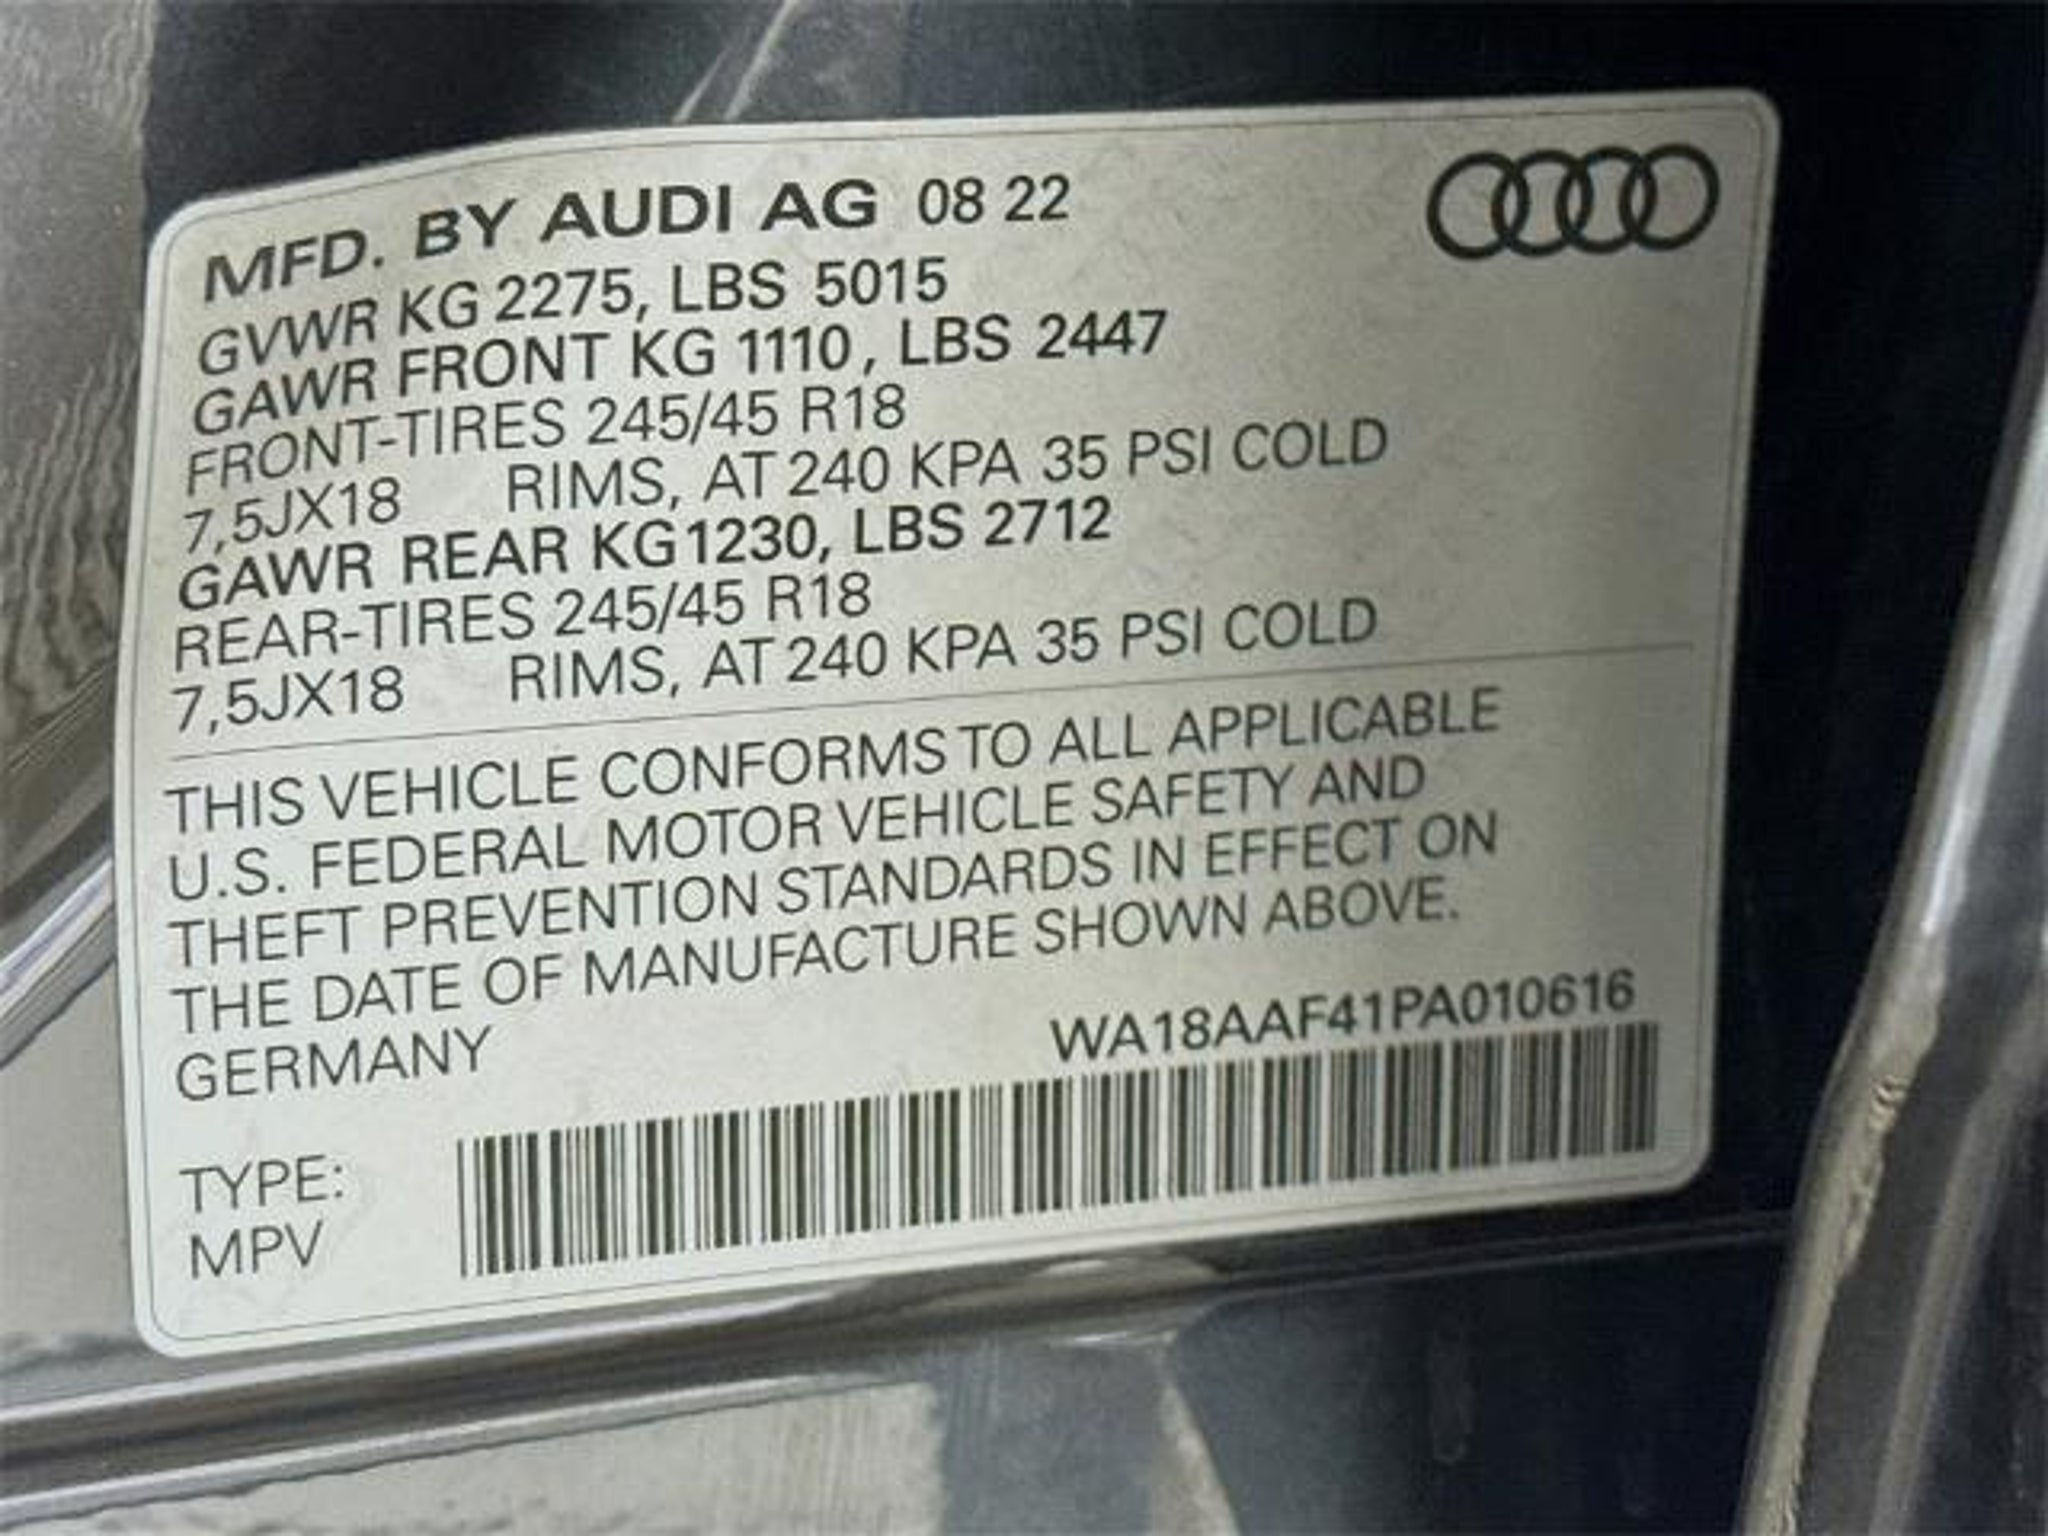 MFD. BY AUDI AG 08 22
GVWR KG 2275, LBS 5015
GAWR FRONT KG 1110, LBS 2447
FRONT-TIRES 245/45 R18
7,5JX18 RIMS, AT 240 KPA 35 PSI COLD
GAWR REAR KG 1230, LBS 2712
REAR-TIRES 245/45 R18
7,5JX18 RIMS, AT 240 KPA 35 PSI COLD
THIS VEHICLE CONFORMS TO ALL APPLICABLE
U.S. FEDERAL MOTOR VEHICLE SAFETY AND
THEFT PREVENTION STANDARDS IN EFFECT ON
THE DATE OF MANUFACTURE SHOWN ABOVE.
GERMANY WA18AAF41PA010616
TYPE:
MPV